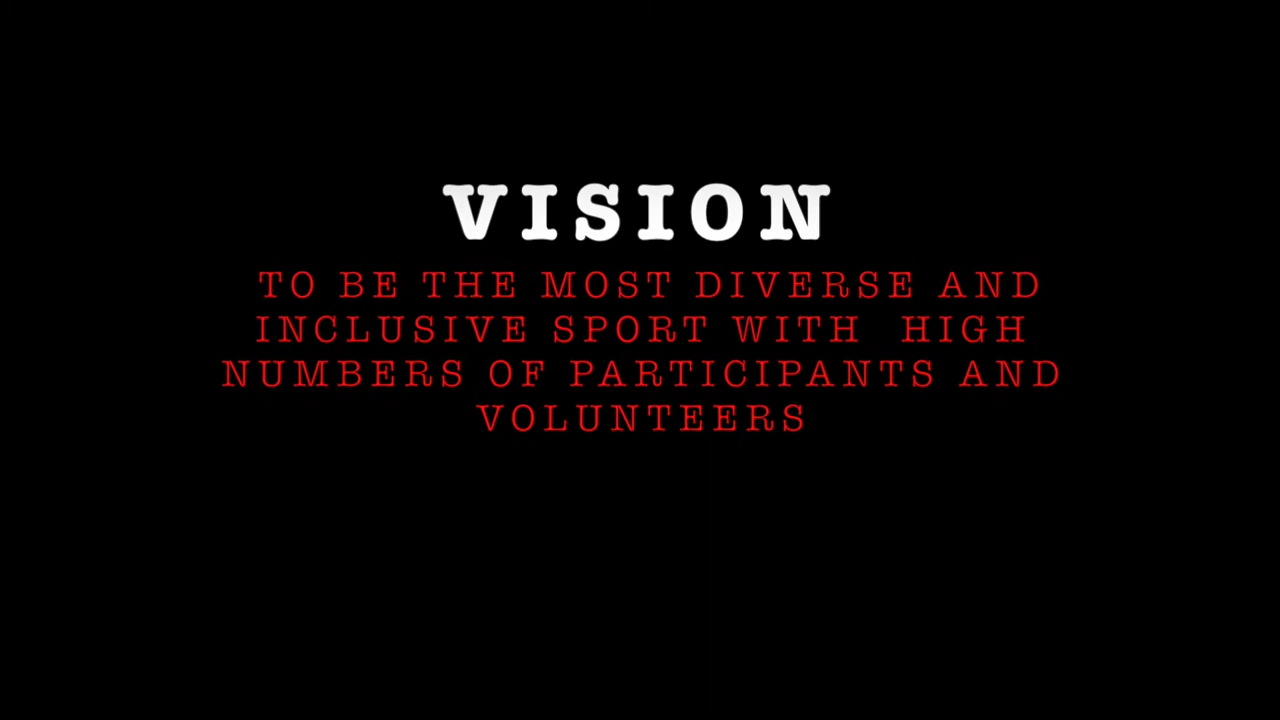 VISION
TO BE THE MOST DIVERSE AND
INCLUSIVE SPORT WITH  HIGH
NUMBERS OF PARTICIPANTS AND
VOLUNTEERS